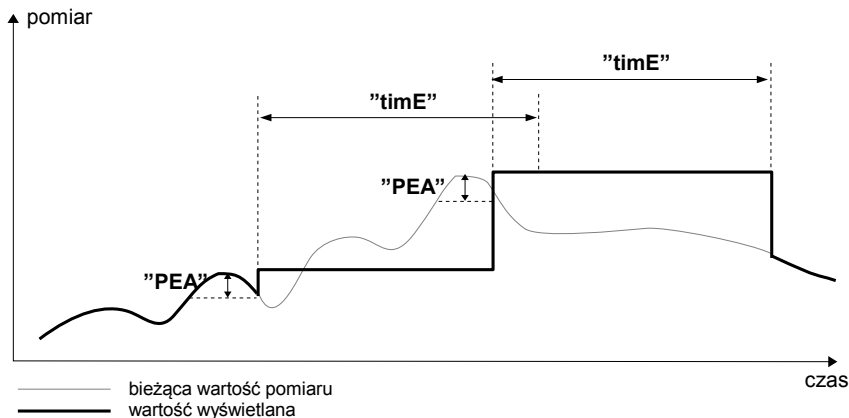 pomiar
”timE”
”timE”
”PEA”
”PEA”
czas
bieżąca wartość pomiaru
wartość wyświetlana